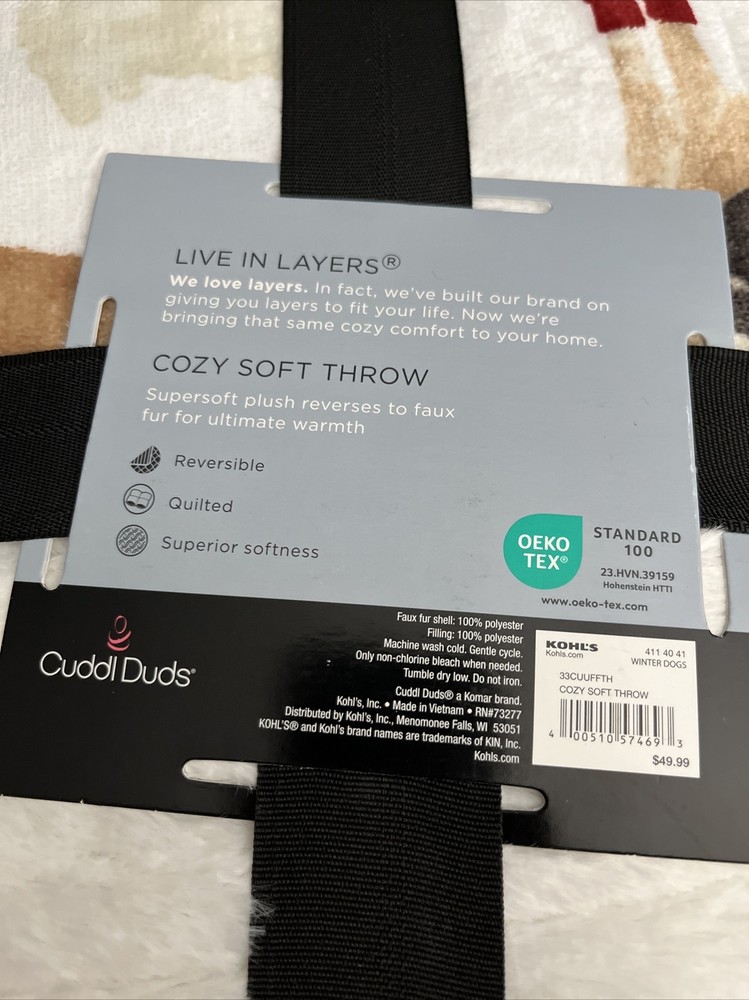 LIVE IN LAYERS®
We love layers. In fact, we've built our brand on
giving you layers to fit your life. Now we're
bringing that same cozy comfort to your home.
COZY SOFT THROW
Supersoft plush reverses to faux
fur for ultimate warmth
Reversible
Quilted
Superior softness
OEKO
TEX®
STANDARD
100
23.HVN.39159
Hohenstein HTTI
www.oeko-tex.com
Cuddl Duds®
Faux fur shell: 100% polyester
Filling: 100% polyester
Machine wash cold. Gentle cycle.
Only non-chlorine bleach when needed.
Tumble dry low. Do not iron.
Cuddl Duds® a Komar brand.
Kohl's, Inc. • Made in Vietnam • RN#73277
Distributed by Kohl's, Inc., Menomonee Falls, WI 53051
KOHL'S® and Kohl's brand names are trademarks of KIN, Inc.
Kohls.com
KOHL'S
Kohls.com
411 40 41
WINTER DOGS
33CUUFFTH
COZY SOFT THROW
4 00510 57469 3
$49.99